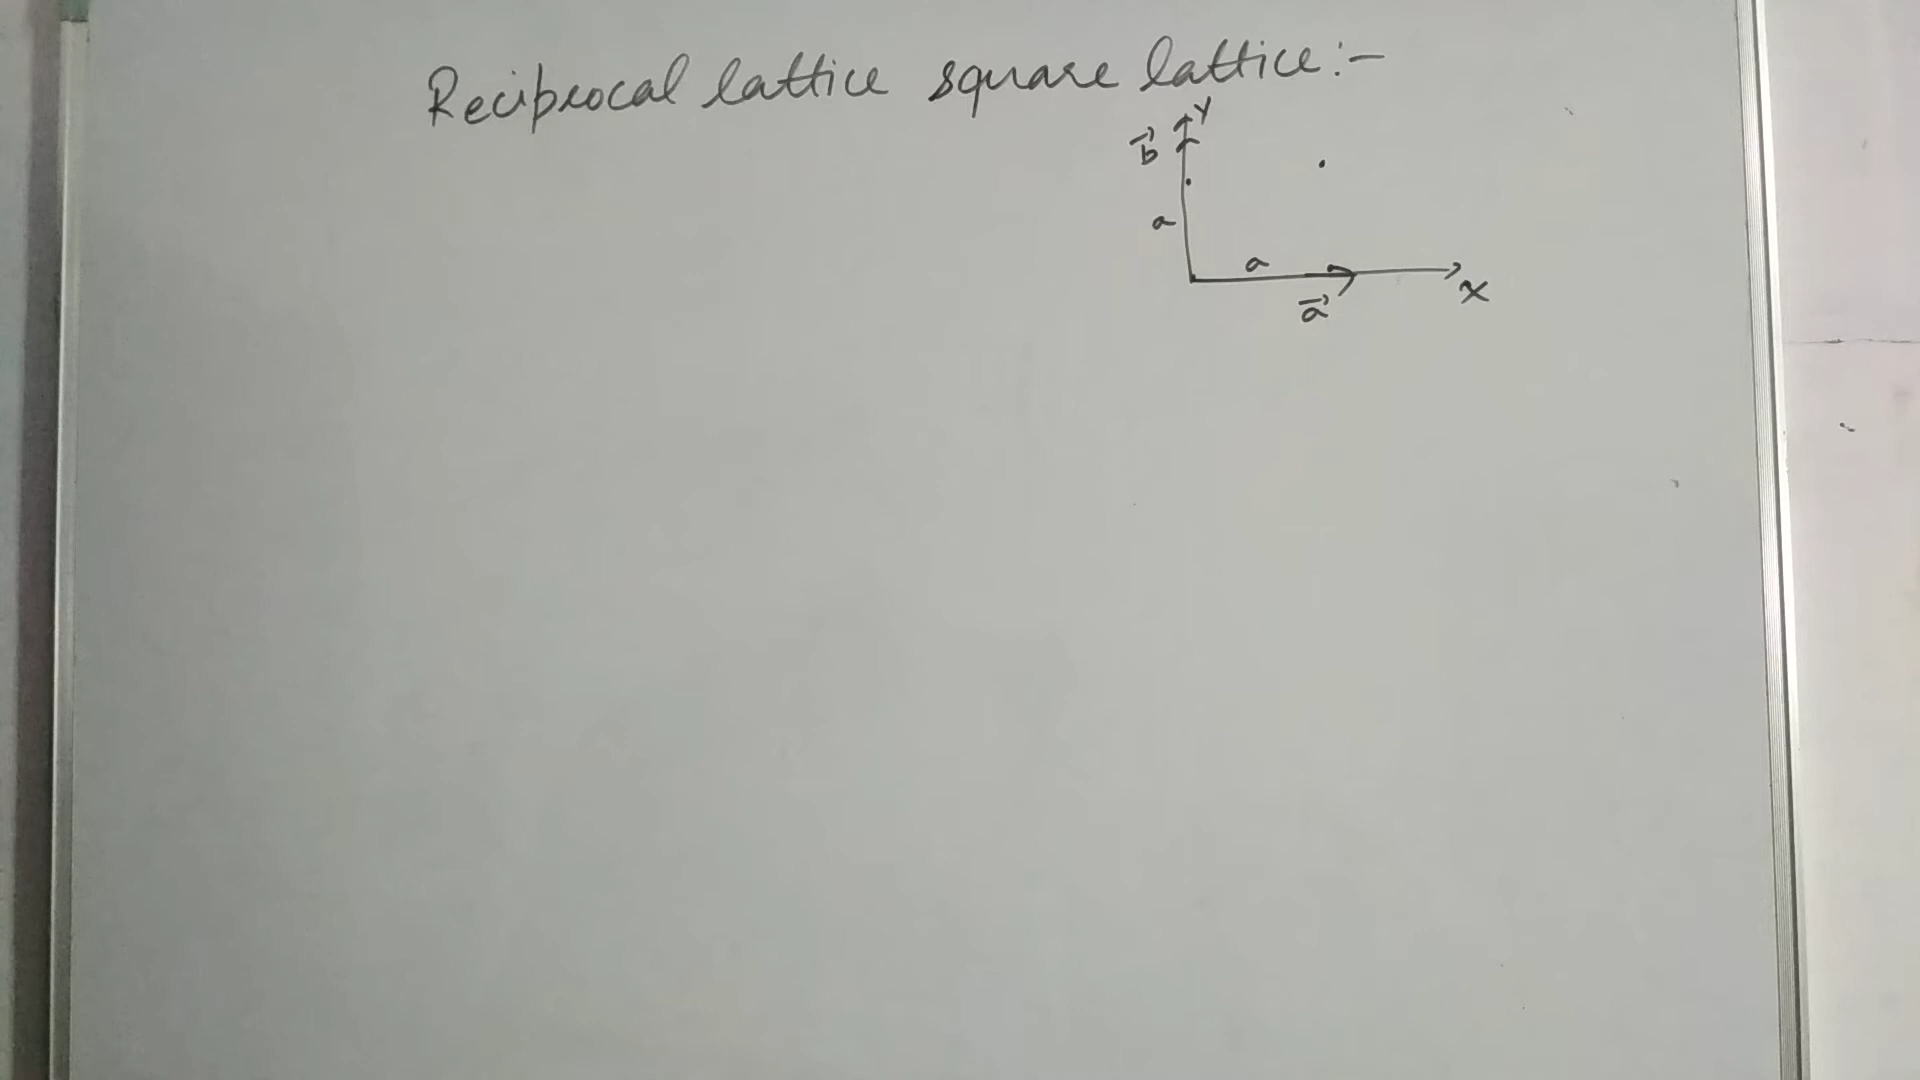 Reciprocal lattice square lattice:-
y
b⃗
a
a
a⃗
x